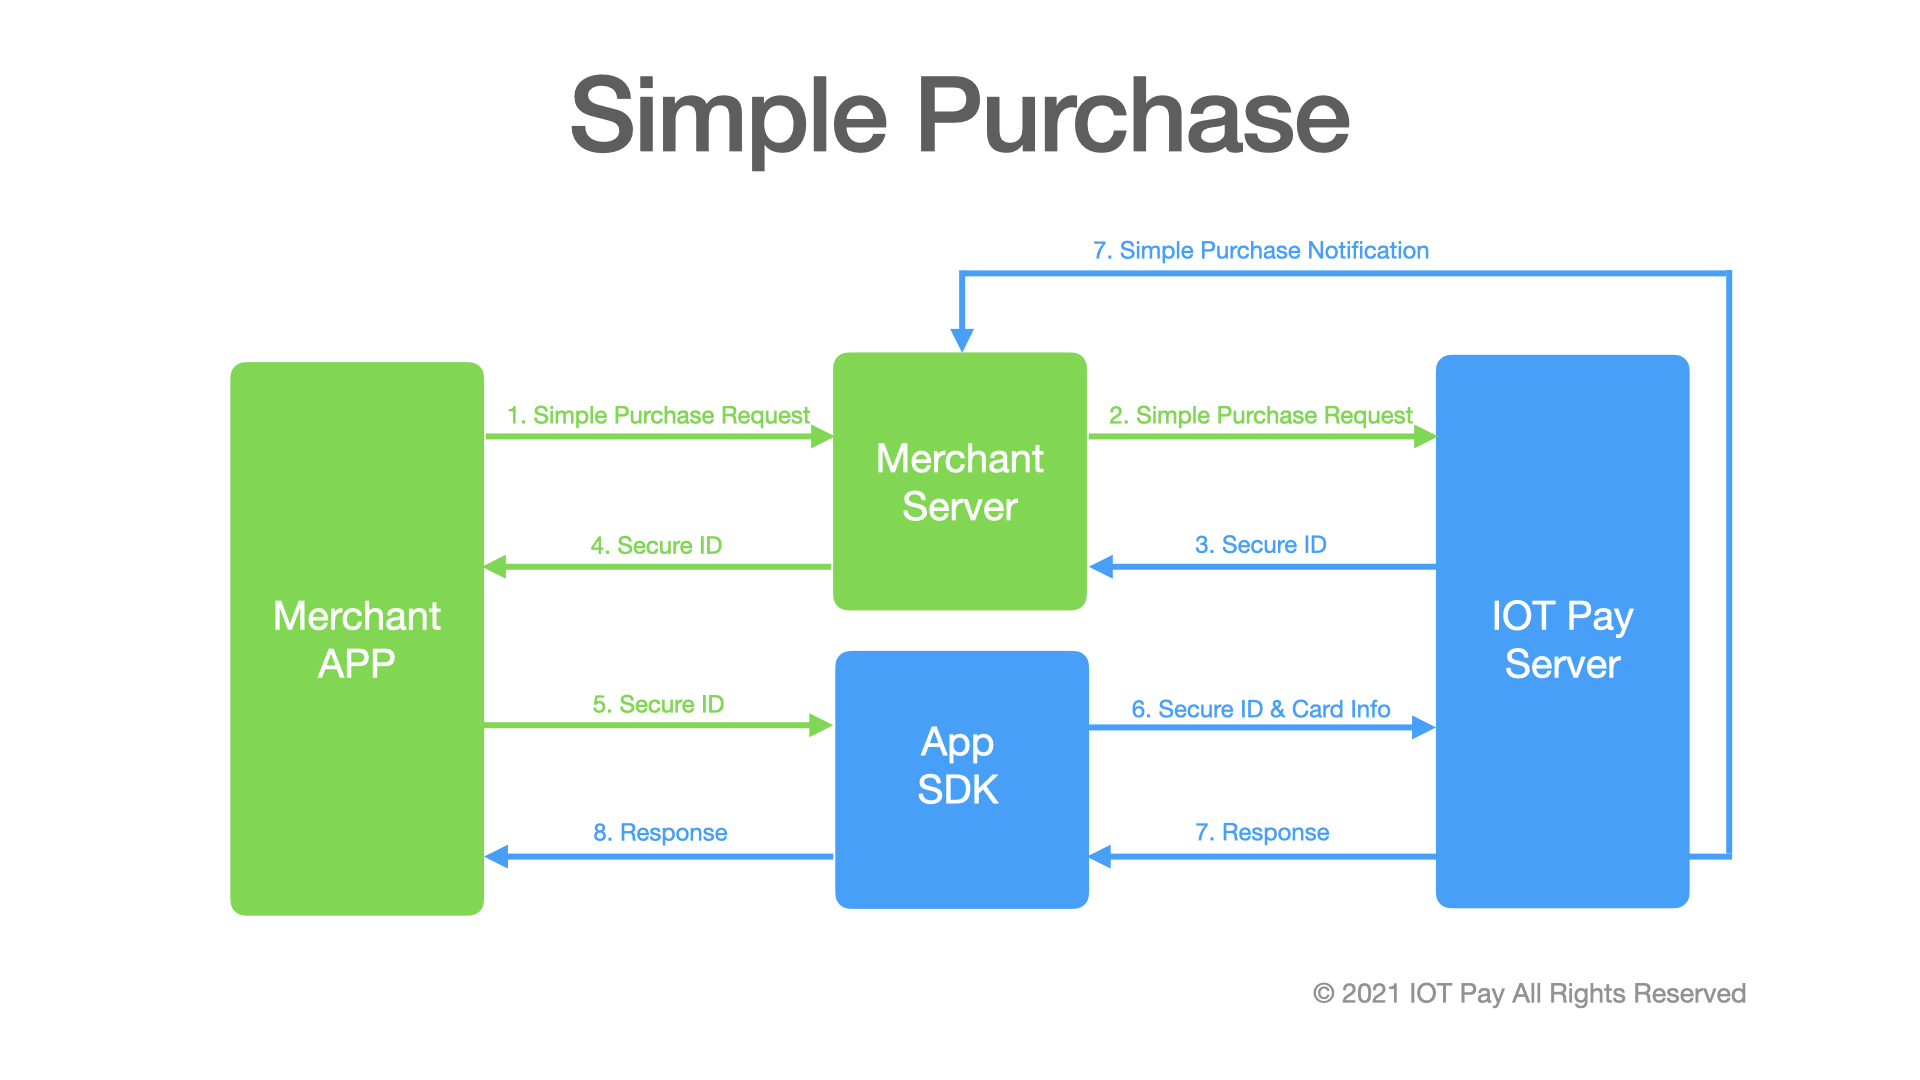 Simple Purchase
7. Simple Purchase Notification
1. Simple Purchase Request
2. Simple Purchase Request
Merchant
Server
4. Secure ID
3. Secure ID
Merchant
APP
IOT Pay
Server
5. Secure ID
6. Secure ID & Card Info
App
SDK
8. Response
7. Response
© 2021 IOT Pay All Rights Reserved